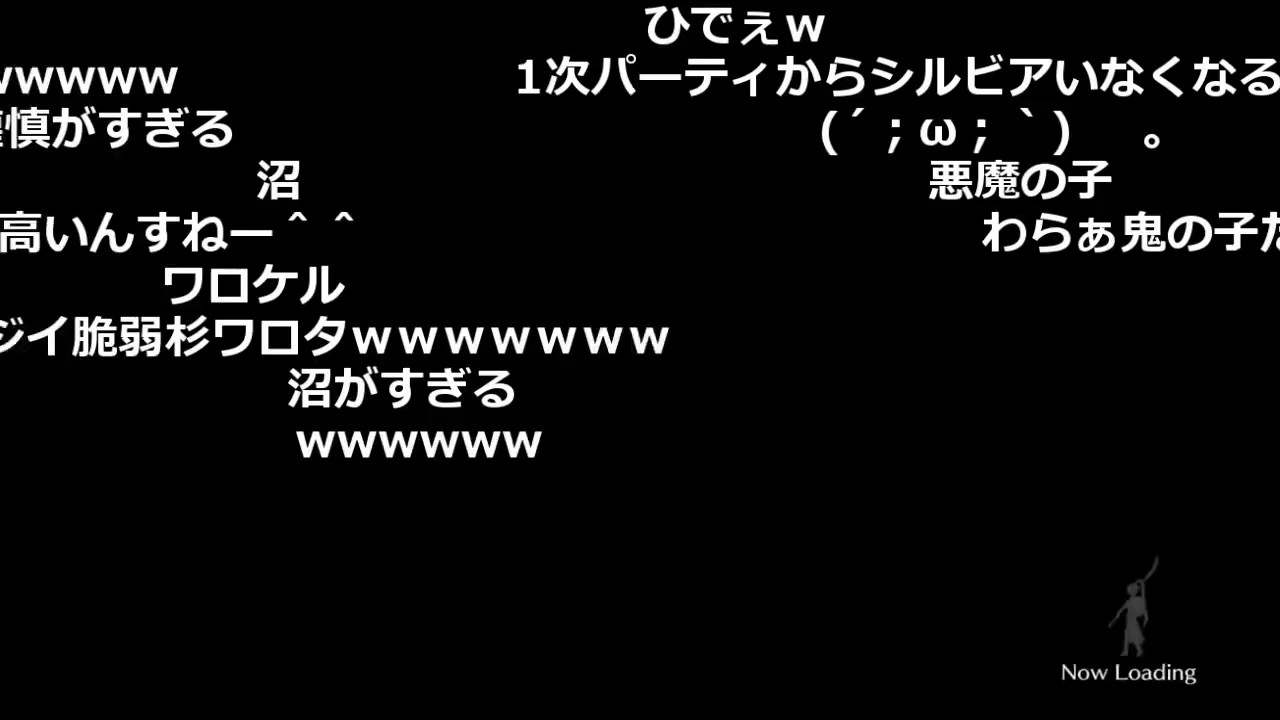 ひでぇｗ
wwwwww
1次パーティからシルビアいなくなる
慎がすぎる
(´；ω；｀)　。
沼
悪魔の子
高いんすねー＾＾
わらぁ鬼の子だ
ワロケル
ジイ脆弱杉ワロタｗｗｗｗｗｗｗ
沼がすぎる
wwwwww
Now Loading